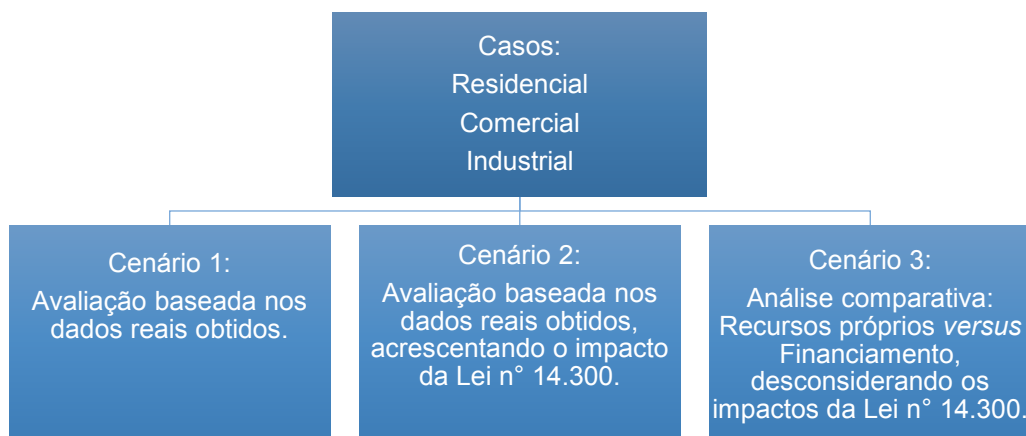 Casos:
Residencial
Comercial
Industrial
Cenário 1:
Avaliação baseada nos
dados reais obtidos.
Cenário 2:
Avaliação baseada nos
dados reais obtidos,
acrescentando o impacto
da Lei n° 14.300.
Cenário 3:
Análise comparativa:
Recursos próprios versus
Financiamento,
desconsiderando os
impactos da Lei n° 14.300.